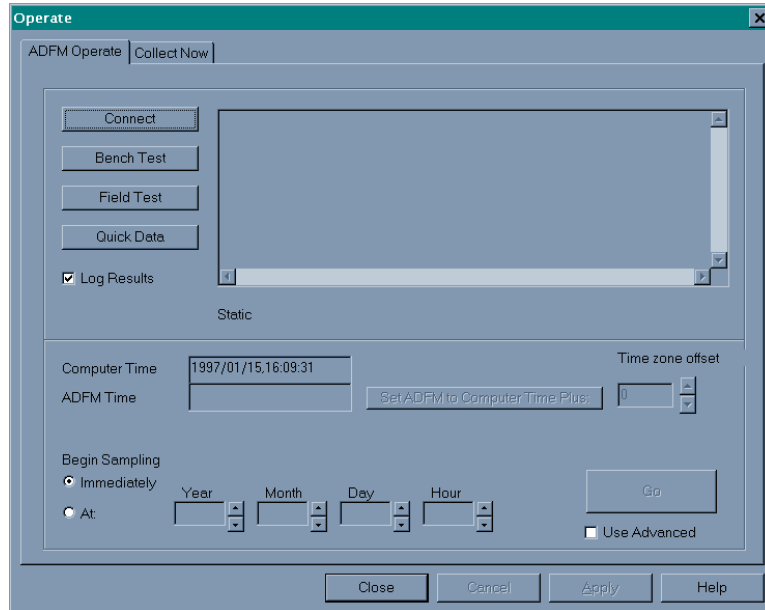 Operate
ADFM Operate
Collect Now
Connect
Bench Test
Field Test
Quick Data
Log Results
Static
Computer Time
1997/01/15,16:09:31
Time zone offset
ADFM Time
Set ADFM to Computer Time Plus:
0
Begin Sampling
Immediately
Year
Month
Day
Hour
At:
Go
Use Advanced
Close
Cancel
Apply
Help